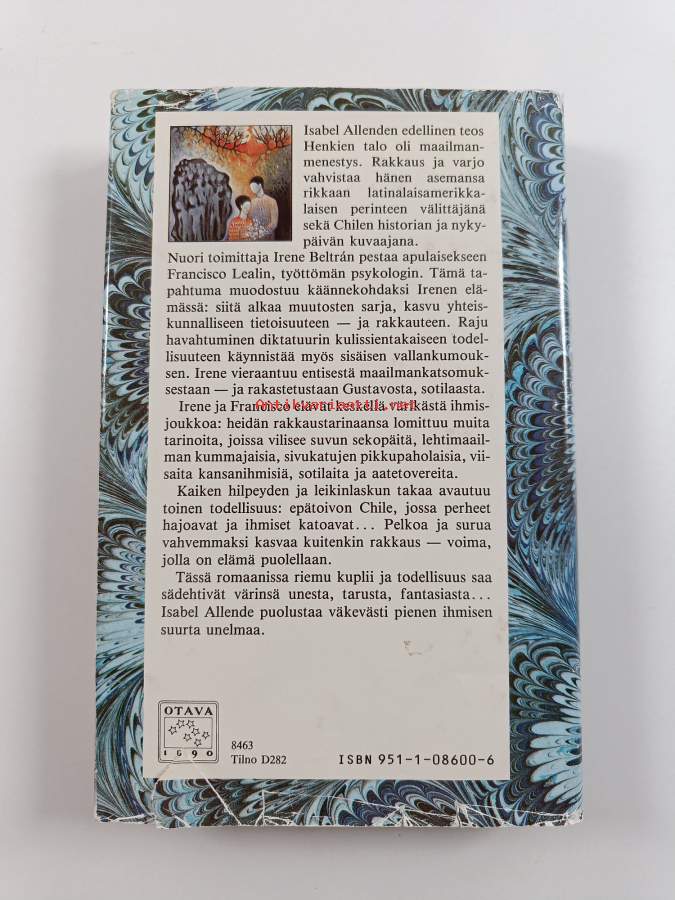 Isabel Allenden edellinen teos
Henkien talo oli maailman-
menestys. Rakkaus ja varjo
vahvistaa hänen asemansa
rikkaan latinalaisamerikka-
laisen perinteen välittäjänä
sekä Chilen historian ja nyky-
päivän kuvaajana.
Nuori toimittaja Irene Beltrán pestaa apulaisekseen
Francisco Lealin, työttömän psykologin. Tämä ta-
pahtuma muodostuu käännekohdaksi Irenen elä-
mässä: siitä alkaa muutosten sarja, kasvu yhteis-
kunnalliseen tietoisuuteen — ja rakkauteen. Raju
havahtuminen diktatuurin kulissientakaiseen todel-
lisuuteen käynnistää myös sisäisen vallankumouk-
sen. Irene vieraantuu entisestä maailmankatsomuk-
sestaan — ja rakastetustaan Gustavosta, sotilaasta.
Antikvariaatti.net
Irene ja Francisco elävät keskellä värikästä ihmis-
joukkoa: heidän rakkaustarinaansa lomittuu muita
tarinoita, joissa vilisee suvun sekopäitä, lehtimaail-
man kummajaisia, sivukatujen pikkupaholaisia, vii-
saita kansanihmisiä, sotilaita ja aatetovereita.
Kaiken hilpeyden ja leikinlaskun takaa avautuu
toinen todellisuus: epätoivon Chile, jossa perheet
hajoavat ja ihmiset katoavat... Pelkoa ja surua
vahvemmaksi kasvaa kuitenkin rakkaus — voima,
jolla on elämä puolellaan.
Tässä romaanissa riemu kuplii ja todellisuus saa
sädehtivät värinsä unesta, tarusta, fantasiasta...
Isabel Allende puolustaa väkevästi pienen ihmisen
suurta unelmaa.
OTAVA
1890
8463
Tilno D282
ISBN 951-1-08600-6